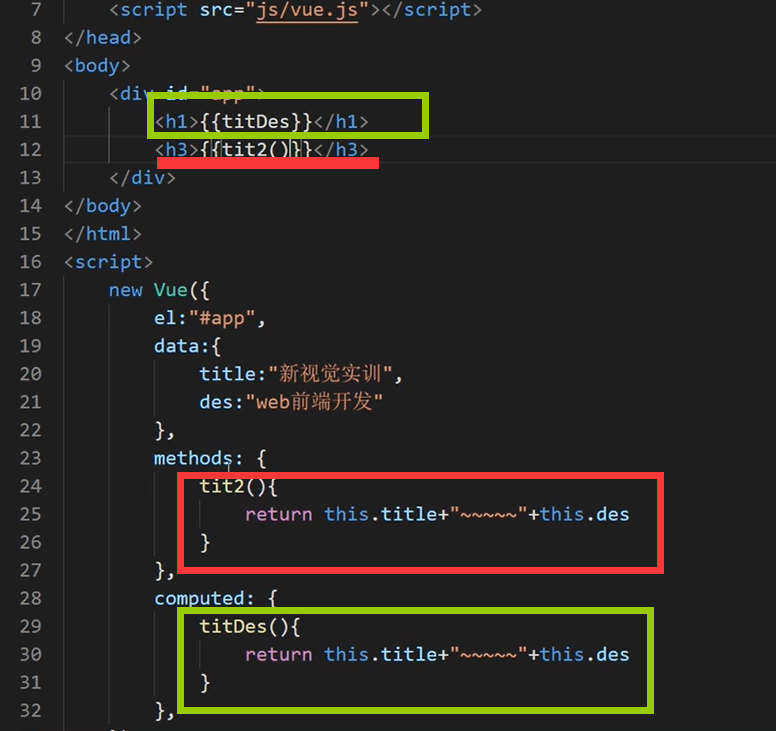 7 <script src="js/vue.js"></script>
8 </head>
9 <body>
10 <div id="app">
11 <h1>{{titDes}}</h1>
12 <h3>{{tit2()}}</h3>
13 </div>
14 </body>
15 </html>
16 <script>
17 new Vue({
18 el:"#app",
19 data:{
20 title:"新视觉实训",
21 des:"web前端开发"
22 },
23 methods: {
24 tit2(){
25 return this.title+"~~~~~"+this.des
26 }
27 },
28 computed: {
29 titDes(){
30 return this.title+"~~~~~"+this.des
31 }
32 },